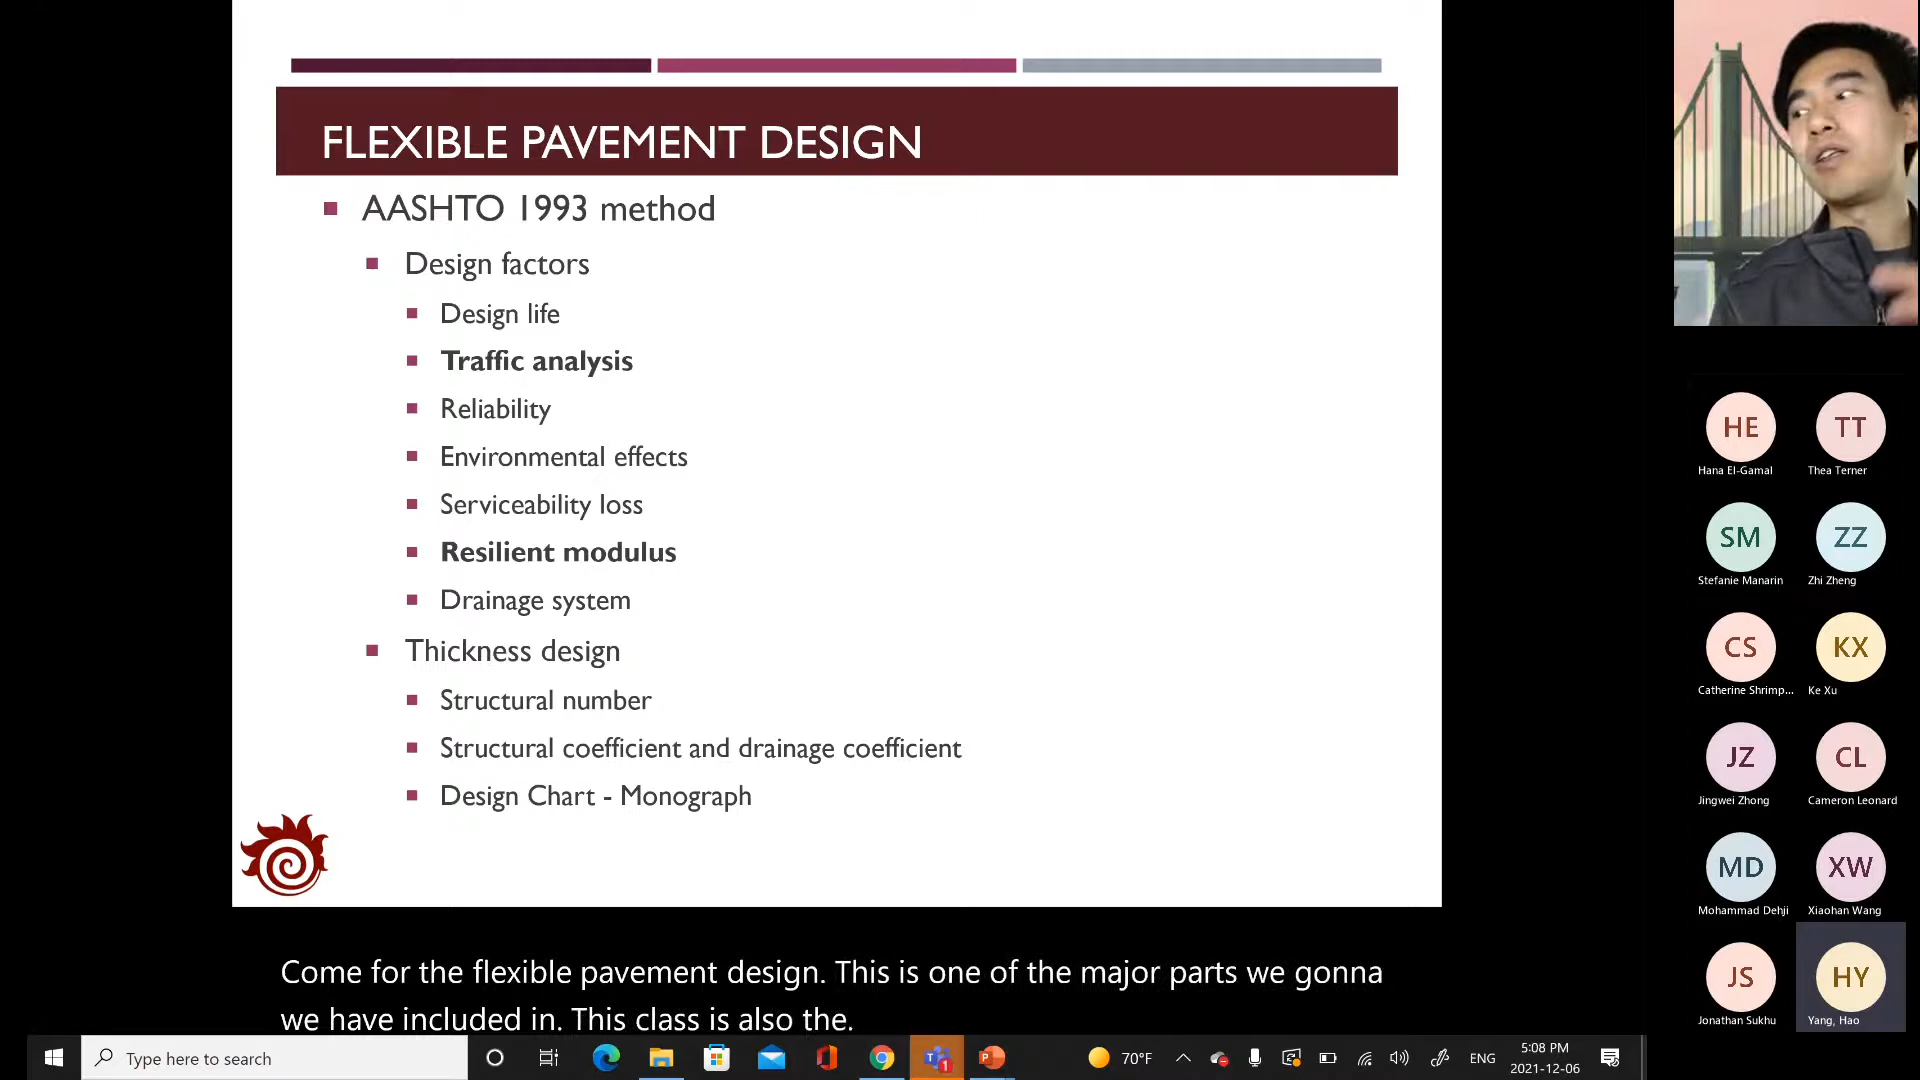 FLEXIBLE PAVEMENT DESIGN
AASHTO 1993 method
Design factors
Design life
Traffic analysis
Reliability
Environmental effects
Serviceability loss
Resilient modulus
Drainage system
Thickness design
Structural number
Structural coefficient and drainage coefficient
Design Chart - Monograph
Come for the flexible pavement design. This is one of the major parts we gonna
we have included in. This class is also the.
HE TT
Hana El-Gamal Thea Terner
SM ZZ
Stefanie Manarin Zhi Zheng
CS KX
Catherine Shrimp... Ke Xu
JZ CL
Jingwei Zhong Cameron Leonard
MD XW
Mohammad Dehji Xiaohan Wang
JS HY
Jonathan Sukhu Yang, Hao
Type here to search
1
P
70°F
ENG
5:08 PM
2021-12-06